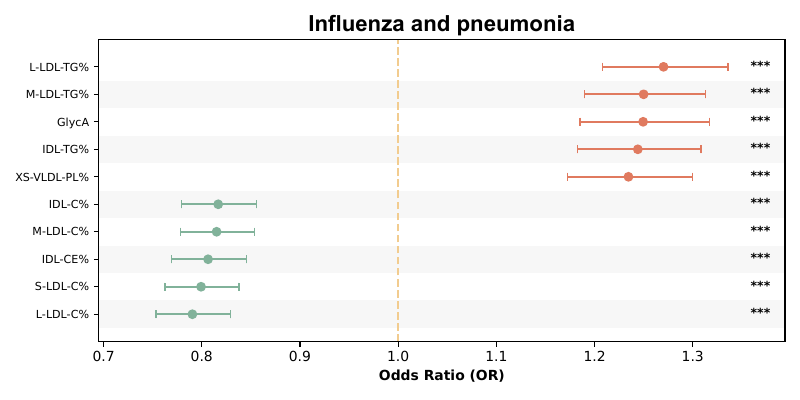 Influenza and pneumonia
L-LDL-TG% ***
M-LDL-TG% ***
GlycA ***
IDL-TG% ***
XS-VLDL-PL% ***
IDL-C% ***
M-LDL-C% ***
IDL-CE% ***
S-LDL-C% ***
L-LDL-C% ***
0.7 0.8 0.9 1.0 1.1 1.2 1.3
Odds Ratio (OR)